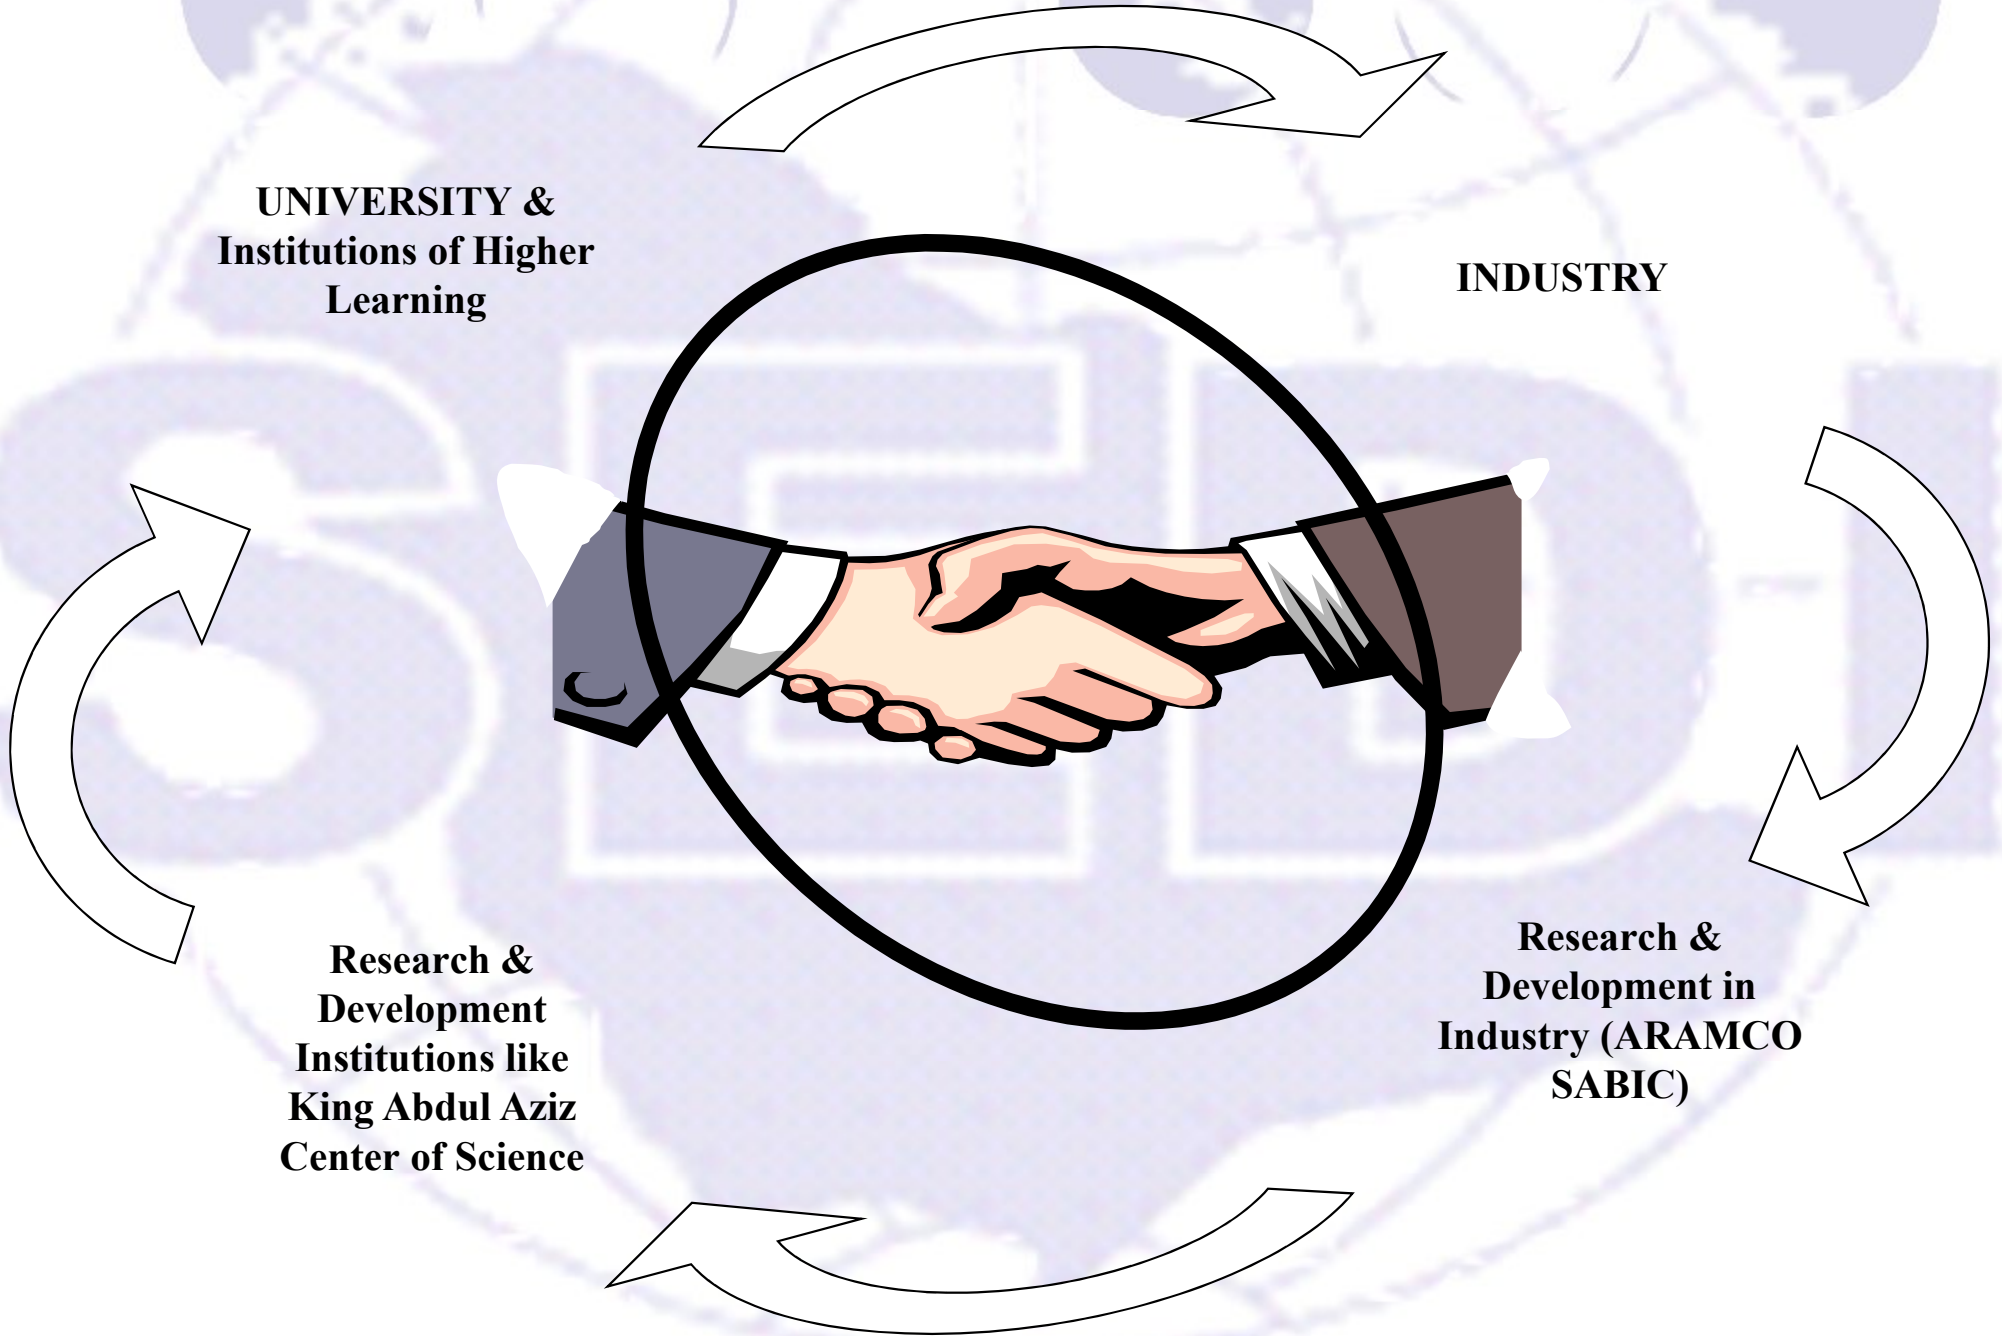 UNIVERSITY &
Institutions of Higher
Learning
INDUSTRY
Research &
Development in
Industry (ARAMCO
SABIC)
Research &
Development
Institutions like
King Abdul Aziz
Center of Science
SEDI